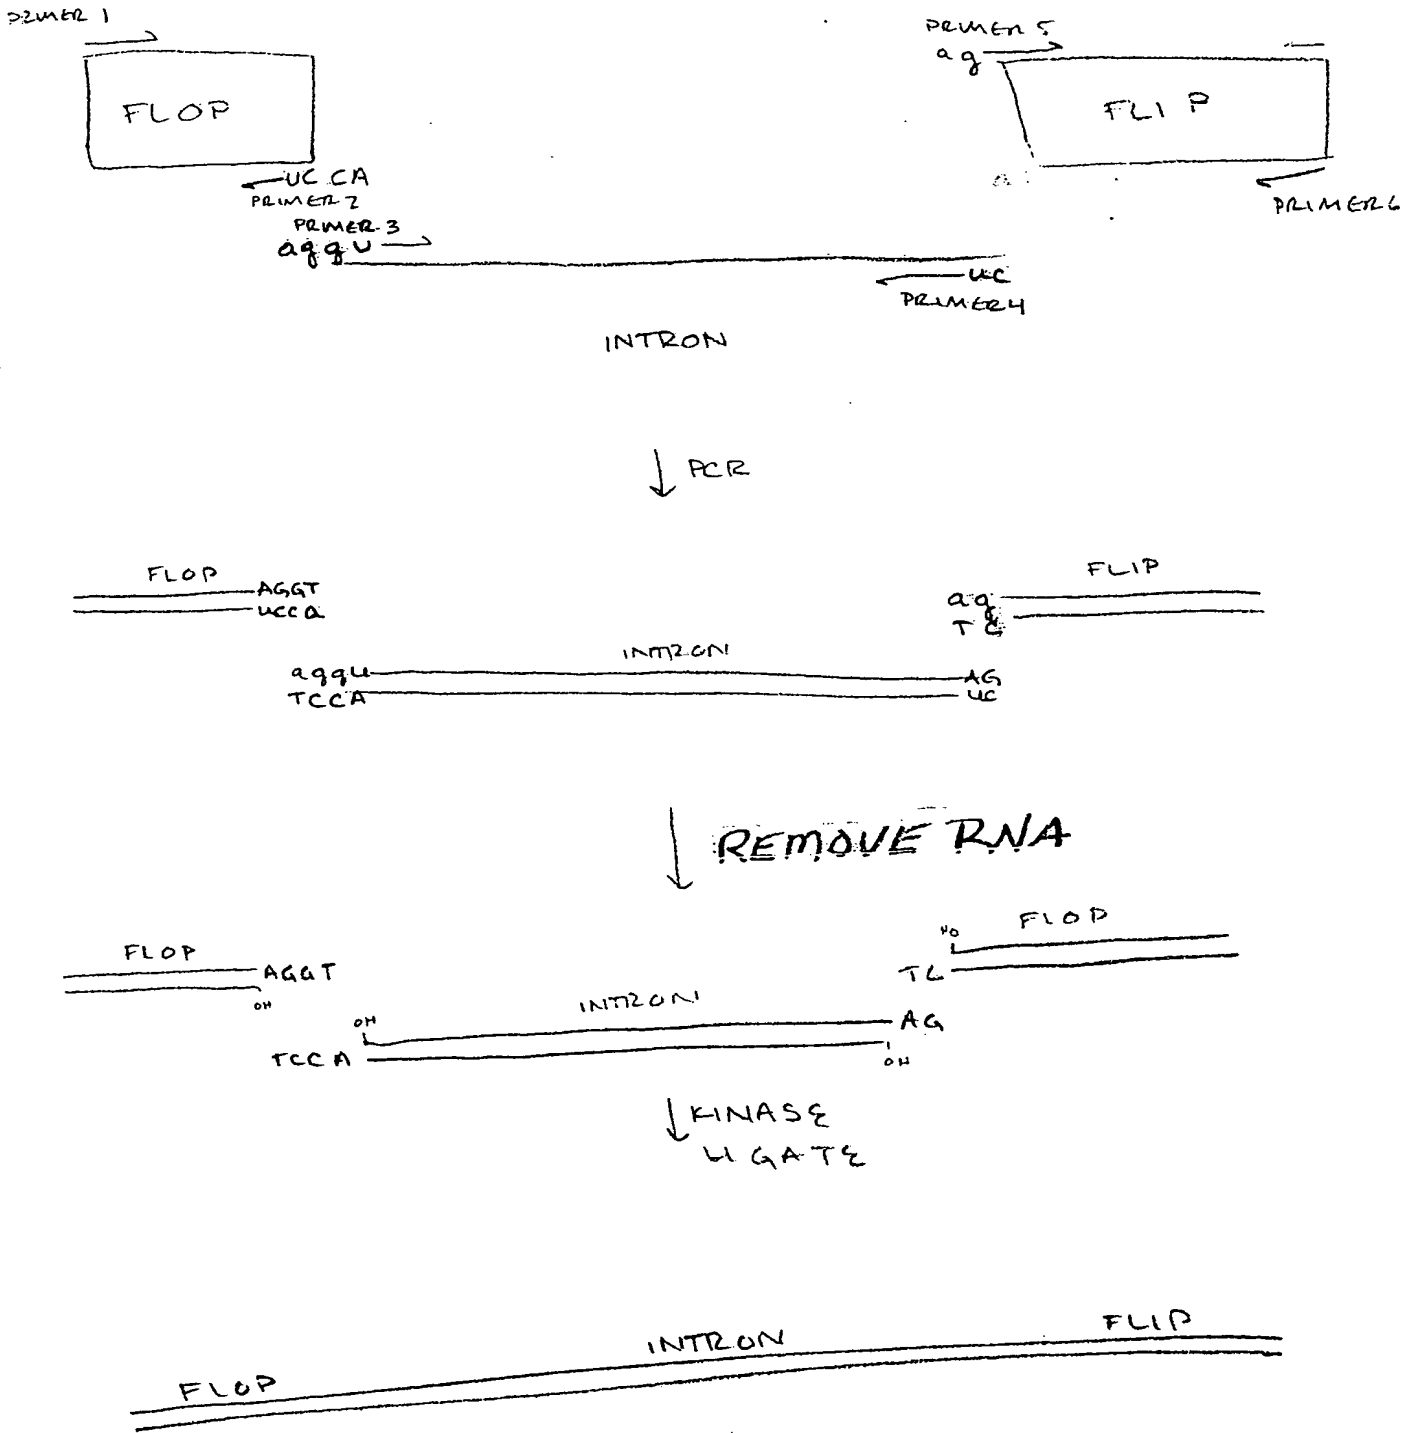 PRIMER 1
PRIMER 5
ag
FLOP
FLIP
UCCA
PRIMER 2
PRIMER 6
PRIMER 3
aggu
UC
PRIMER 4
INTRON
PCR
FLOP
AGGT
UCCA
FLIP
ag
TC
INTRON
aggu
AG
TCCA
UC
REMOVE RNA
FLOP
AGGT
OH
HO
FLOP
TC
INTRON
OH
AG
TCCA
OH
KINASE
LIGATE
INTRON
FLIP
FLOP